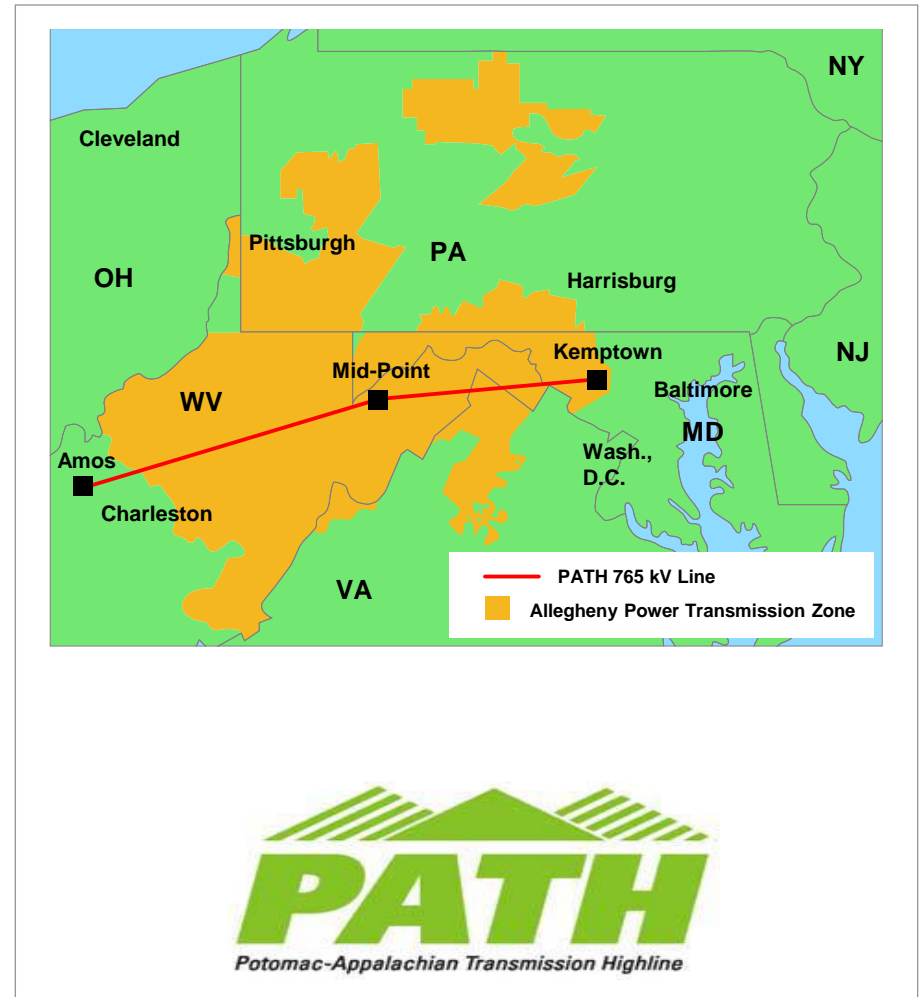 NY
Cleveland
Pittsburgh
PA
OH
Harrisburg
Kemptown
NJ
Mid-Point
WV
Baltimore
MD
Amos
Wash.,
D.C.
Charleston
VA
PATH 765 kV Line
Allegheny Power Transmission Zone
PATH
Potomac-Appalachian Transmission Highline